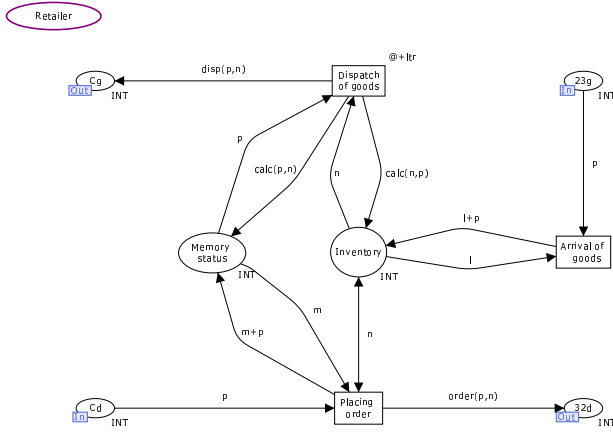 Retailer
@+ltr
disp(p,n)
Cg
Out
INT
Dispatch
of goods
23g
In
INT
p
calc(p,n)
n
calc(n,p)
p
l+p
Memory
status
INT
Inventory
INT
l
Arrival of
goods
m
m+p
n
Cd
In
INT
p
Placing
order
order(p,n)
32d
Out
INT